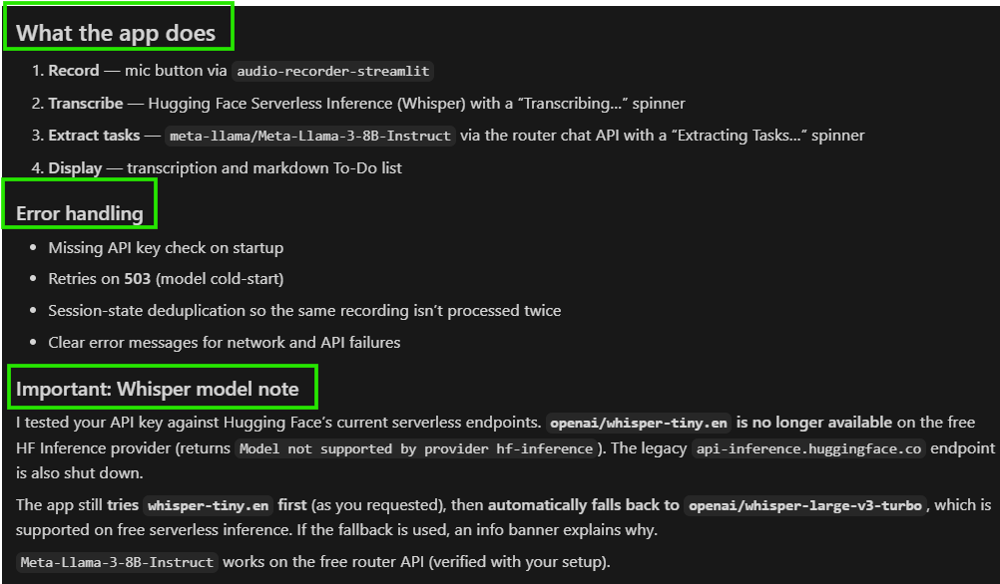 What the app does
1. Record — mic button via audio-recorder-streamlit
2. Transcribe — Hugging Face Serverless Inference (Whisper) with a “Transcribing…” spinner
3. Extract tasks — meta-llama/Meta-Llama-3-8B-Instruct via the router chat API with a “Extracting Tasks…” spinner
4. Display — transcription and markdown To-Do list
Error handling
• Missing API key check on startup
• Retries on 503 (model cold-start)
• Session-state deduplication so the same recording isn’t processed twice
• Clear error messages for network and API failures
Important: Whisper model note
I tested your API key against Hugging Face’s current serverless endpoints. openai/whisper-tiny.en is no longer available on the free
HF Inference provider (returns Model not supported by provider hf-inference). The legacy api-inference.huggingface.co endpoint
is also shut down.
The app still tries whisper-tiny.en first (as you requested), then automatically falls back to openai/whisper-large-v3-turbo, which is
supported on free serverless inference. If the fallback is used, an info banner explains why.
Meta-Llama-3-8B-Instruct works on the free router API (verified with your setup).